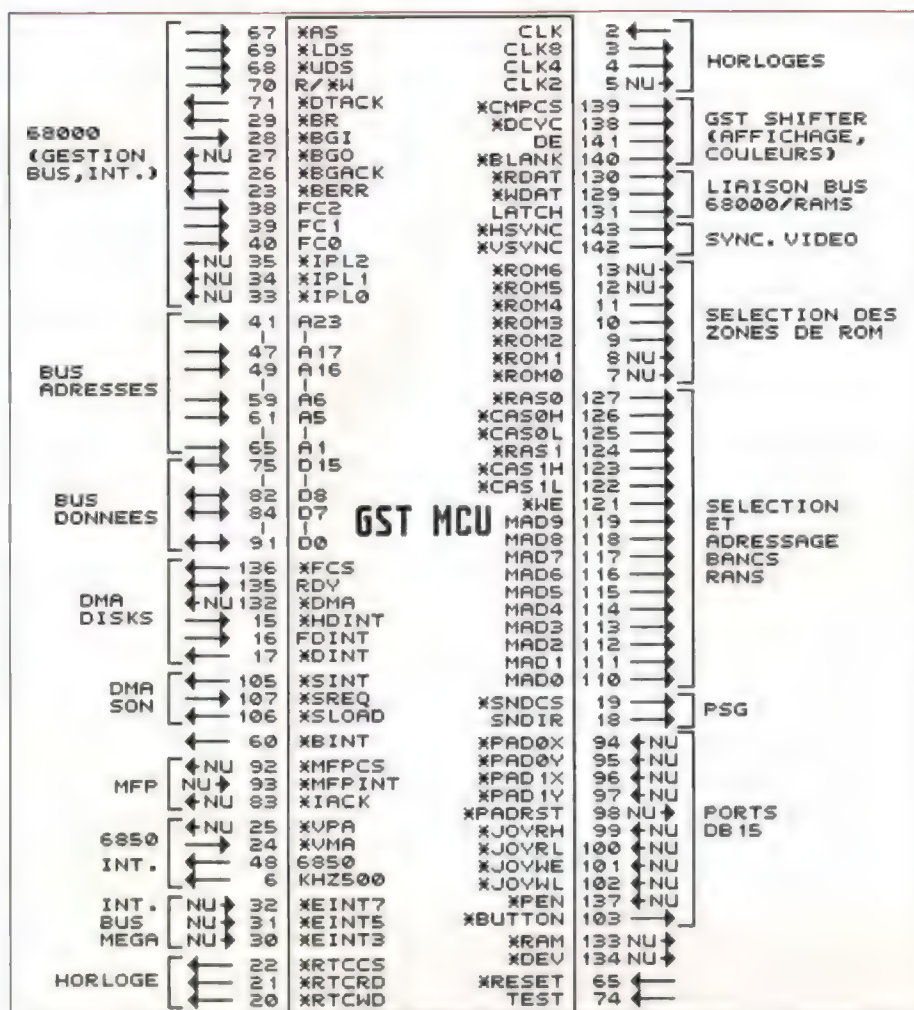 68000
(GESTION
BUS,INT.)
67 *AS
69 *LDS
68 *UDS
70 R/*W
71 *DTACK
29 *BR
28 *BGI
NU 27 *BGO
26 *BGACK
23 *BERR
38 FC2
39 FC1
40 FC0
NU 35 *IPL2
NU 34 *IPL1
NU 33 *IPL0
BUS
ADRESSES
41 A23
47 A17
49 A16
59 A6
61 A5
65 A1
BUS
DONNEES
75 D15
82 D8
84 D7
91 D0
DMA
DISKS
136 *FCS
135 RDY
NU 132 *DMA
15 *HDINT
16 FDINT
17 *DINT
DMA
SON
105 *SINT
107 *SREQ
106 *SLOAD
60 *BINT
MFP
NU 92 *MFPCS
NU 93 *MFPINT
NU 83 *IACK
6850
INT.
NU 25 *VPA
24 *VMA
48 6850
6 KHZ500
INT.
BUS
MEGA
NU 32 *EINT7
NU 31 *EINT5
NU 30 *EINT3
HORLOGE
22 *RTCCS
21 *RTCRD
20 *RTCWD
GST MCU
CLK 2
CLK8 3
CLK4 4
CLK2 5 NU
HORLOGES
*CMPCS 139
*DCYC 138
DE 141
*BLANK 140
GST SHIFTER
(AFFICHAGE,
COULEURS)
*RDAT 130
*WDAT 129
LATCH 131
LIAISON BUS
68000/RAMS
*HSYNC 143
*VSYNC 142
SYNC. VIDEO
*ROM6 13 NU
*ROM5 12 NU
*ROM4 11
*ROM3 10
*ROM2 9
*ROM1 8 NU
*ROM0 7 NU
SELECTION DES
ZONES DE ROM
*RAS0 127
*CAS0H 126
*CAS0L 125
*RAS1 124
*CAS1H 123
*CAS1L 122
*WE 121
MAD9 119
MAD8 118
MAD7 117
MAD6 116
MAD5 115
MAD4 114
MAD3 113
MAD2 112
MAD1 111
MAD0 110
SELECTION
ET
ADRESSAGE
BANCS
RANS
*SNDCS 19
SNDIR 18
PSG
*PAD0X 94 NU
*PAD0Y 95 NU
*PAD1X 96 NU
*PAD1Y 97 NU
*PADRST 98 NU
*JOYRH 99 NU
*JOYRL 100 NU
*JOYWE 101 NU
*JOYWL 102 NU
*PEN 137 NU
*BUTTON 103
PORTS
DB15
*RAM 133 NU
*DEV 134 NU
*RESET 65
TEST 74